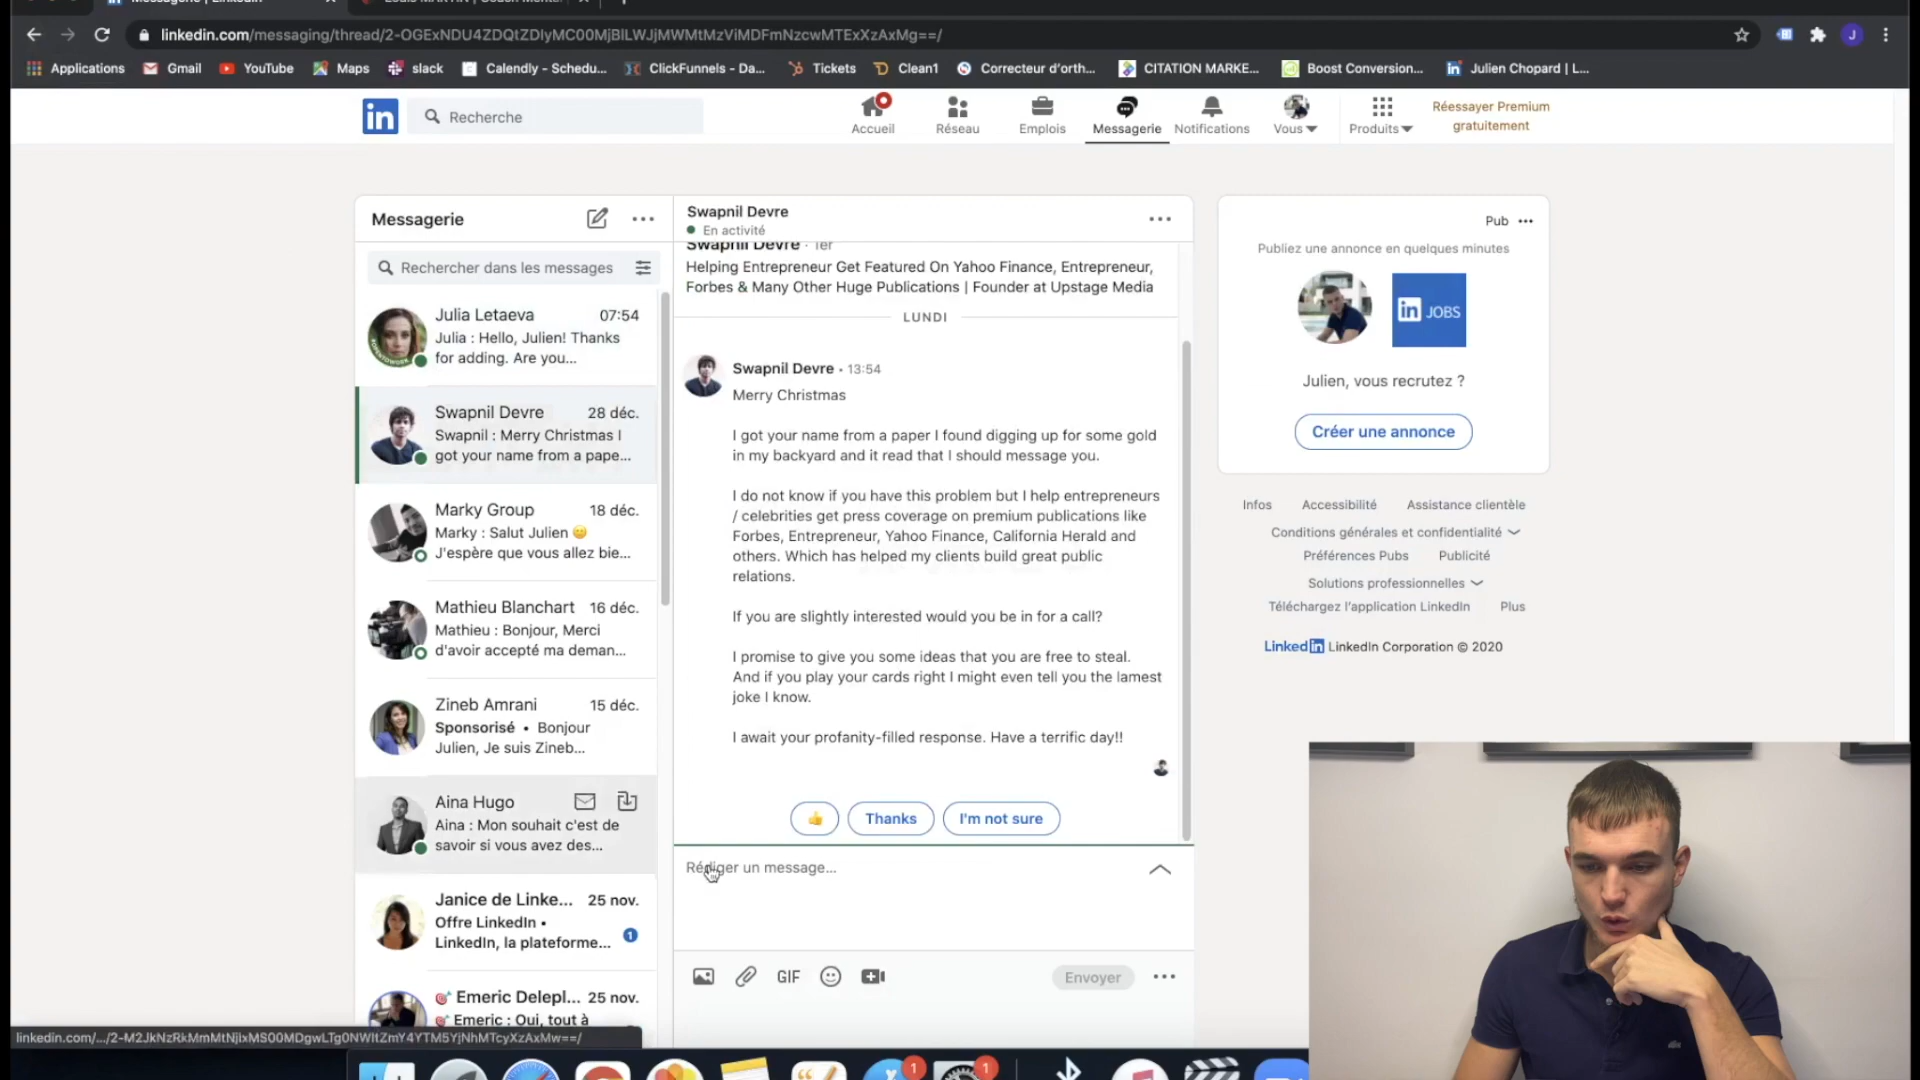 Messagerie | LinkedIn
linkedin.com/messaging/thread/2-OGExNDU4ZDQtZDIyMC00MjBlLWJjMWMtMzViMDFmNzcwMTExXzAxMg==/
J
Applications
Gmail
YouTube
Maps
slack
Calendly - Schedu...
ClickFunnels - Da...
Tickets
Clean1
Correcteur d'orth...
CITATION MARKE...
Boost Conversion...
Julien Chopard | L...
Recherche
Accueil
Réseau
Emplois
Messagerie
Notifications
Vous
Produits
Réessayer Premium
gratuitement
Messagerie
Rechercher dans les messages
Julia Letaeva 07:54
Julia : Hello, Julien! Thanks
for adding. Are you...
Swapnil Devre 28 déc.
Swapnil : Merry Christmas I
got your name from a pape...
Marky Group 18 déc.
Marky : Salut Julien 🙂
J'espère que vous allez bie...
Mathieu Blanchart 16 déc.
Mathieu : Bonjour, Merci
d'avoir accepté ma deman...
Zineb Amrani 15 déc.
Sponsorisé • Bonjour
Julien, Je suis Zineb...
Aina Hugo
Aina : Mon souhait c'est de
savoir si vous avez des...
Janice de Linke... 25 nov.
Offre LinkedIn •
LinkedIn, la plateforme...
1
🎯 Emeric Delepl... 25 nov.
🎯 Emeric : Oui, tout à
Swapnil Devre
En activité
Swapnil Devre · 1er
Helping Entrepreneur Get Featured On Yahoo Finance, Entrepreneur,
Forbes & Many Other Huge Publications | Founder at Upstage Media
LUNDI
Swapnil Devre • 13:54
Merry Christmas
I got your name from a paper I found digging up for some gold
in my backyard and it read that I should message you.
I do not know if you have this problem but I help entrepreneurs
/ celebrities get press coverage on premium publications like
Forbes, Entrepreneur, Yahoo Finance, California Herald and
others. Which has helped my clients build great public
relations.
If you are slightly interested would you be in for a call?
I promise to give you some ideas that you are free to steal.
And if you play your cards right I might even tell you the lamest
joke I know.
I await your profanity-filled response. Have a terrific day!!
👍
Thanks
I'm not sure
Rédiger un message...
GIF
Envoyer
Pub
Publiez une annonce en quelques minutes
in JOBS
Julien, vous recrutez ?
Créer une annonce
Infos
Accessibilité
Assistance clientèle
Conditions générales et confidentialité
Préférences Pubs
Publicité
Solutions professionnelles
Téléchargez l'application LinkedIn
Plus
LinkedIn LinkedIn Corporation © 2020
1
1